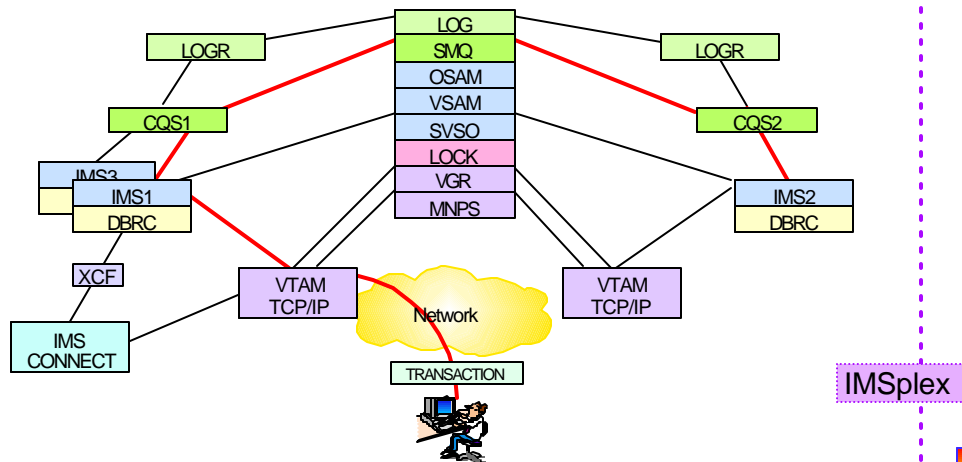 LOG
LOGR
LOGR
SMQ
OSAM
VSAM
CQS1
CQS2
SVSO
LOCK
IMS3
VGR
IMS1
IMS2
MNPS
DBRC
DBRC
XCF
VTAM
TCP/IP
VTAM
TCP/IP
Network
IMS
CONNECT
TRANSACTION
IMSplex